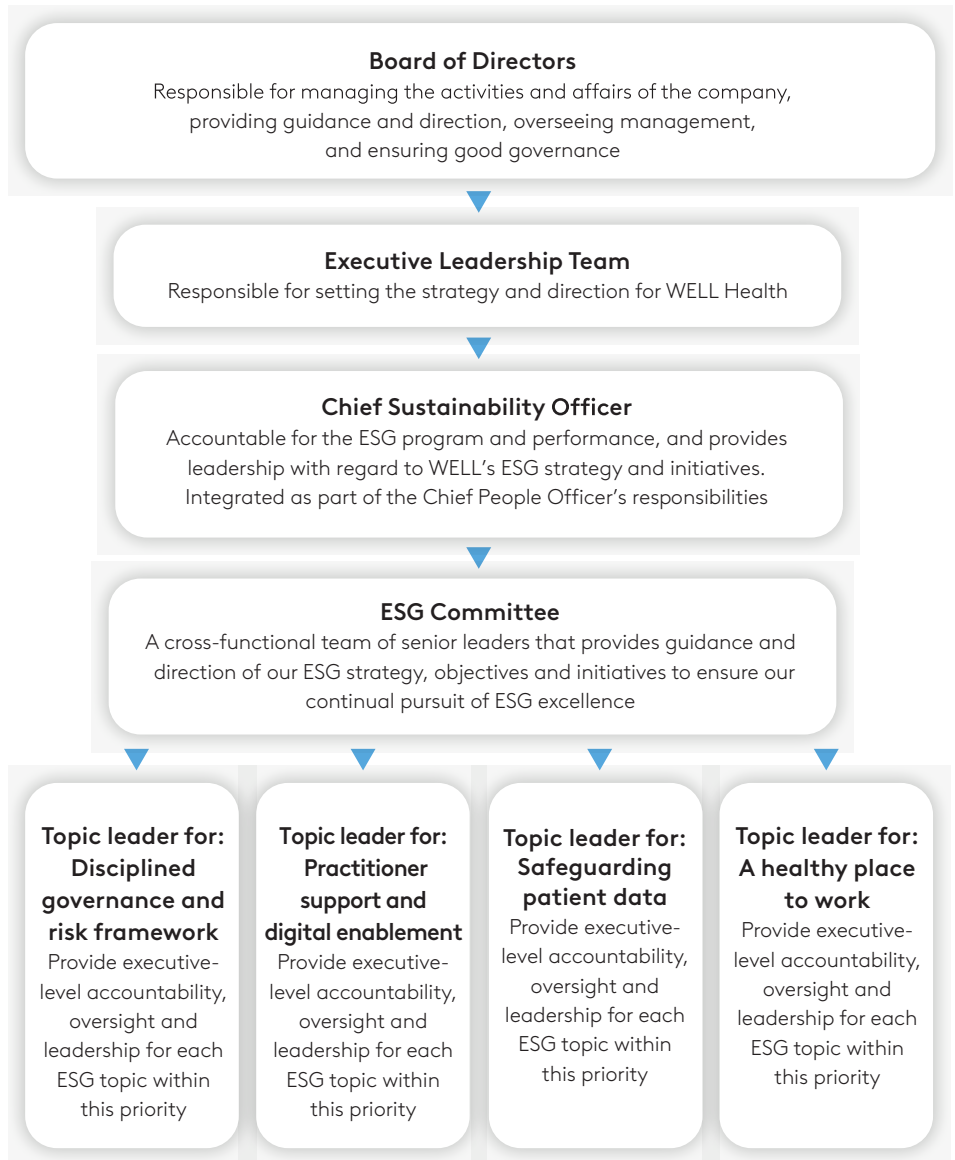 Board of Directors
Responsible for managing the activities and affairs of the company,
providing guidance and direction, overseeing management,
and ensuring good governance
Executive Leadership Team
Responsible for setting the strategy and direction for WELL Health
Chief Sustainability Officer
Accountable for the ESG program and performance, and provides
leadership with regard to WELL’s ESG strategy and initiatives.
Integrated as part of the Chief People Officer’s responsibilities
ESG Committee
A cross-functional team of senior leaders that provides guidance and
direction of our ESG strategy, objectives and initiatives to ensure our
continual pursuit of ESG excellence
Topic leader for:
Disciplined
governance and
risk framework
Provide executive-
level accountability,
oversight and
leadership for each
ESG topic within
this priority
Topic leader for:
Practitioner
support and
digital enablement
Provide executive-
level accountability,
oversight and
leadership for each
ESG topic within
this priority
Topic leader for:
Safeguarding
patient data
Provide executive-
level accountability,
oversight and
leadership for each
ESG topic within
this priority
Topic leader for:
A healthy place
to work
Provide executive-
level accountability,
oversight and
leadership for each
ESG topic within
this priority